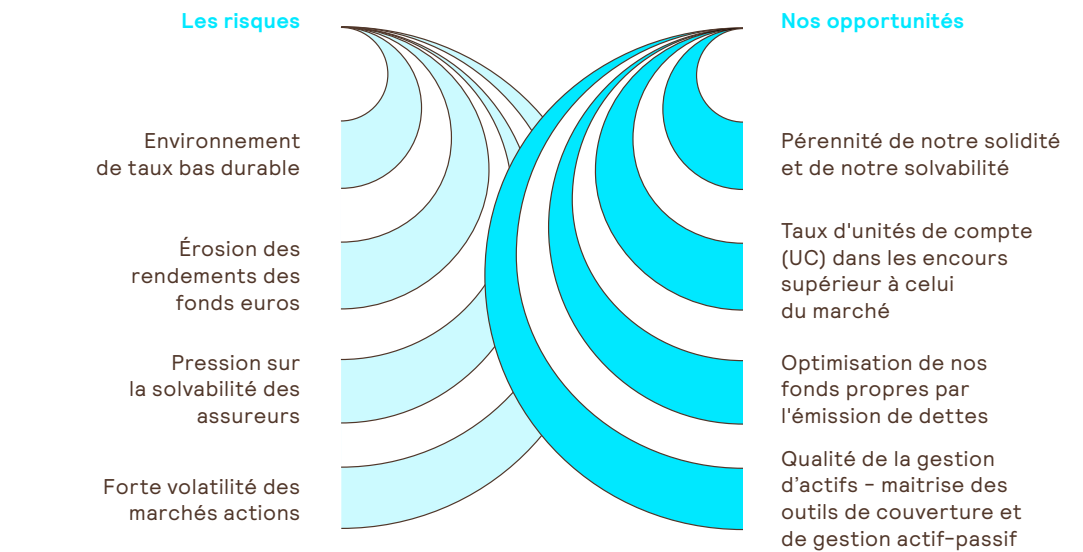 Les risques
Environnement
de taux bas durable
Érosion des
rendements des
fonds euros
Pression sur
la solvabilité des
assureurs
Forte volatilité des
marchés actions
Nos opportunités
Pérennité de notre solidité
et de notre solvabilité
Taux d'unités de compte
(UC) dans les encours
supérieur à celui
du marché
Optimisation de nos
fonds propres par
l'émission de dettes
Qualité de la gestion
d’actifs - maitrise des
outils de couverture et
de gestion actif-passif